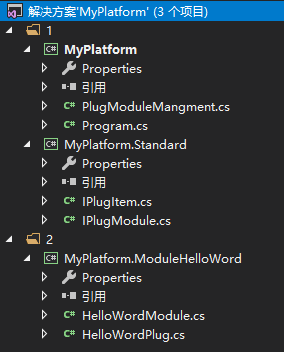 解决方案'MyPlatform' (3 个项目)
1
C# MyPlatform
Properties
引用
C# PlugModuleMangment.cs
C# Program.cs
C# MyPlatform.Standard
Properties
引用
C# IPlugItem.cs
C# IPlugModule.cs
2
C# MyPlatform.ModuleHelloWord
Properties
引用
C# HelloWordModule.cs
C# HelloWordPlug.cs